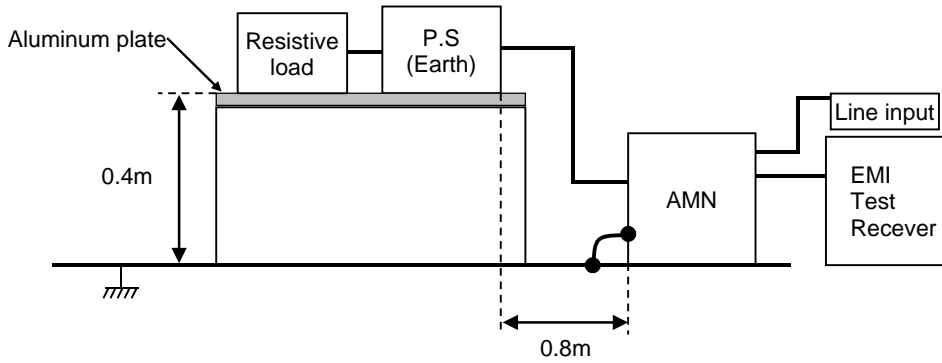 Aluminum plate
Resistive
load
P.S
(Earth)
Line input
0.4m
AMN
EMI
Test
Recever
0.8m